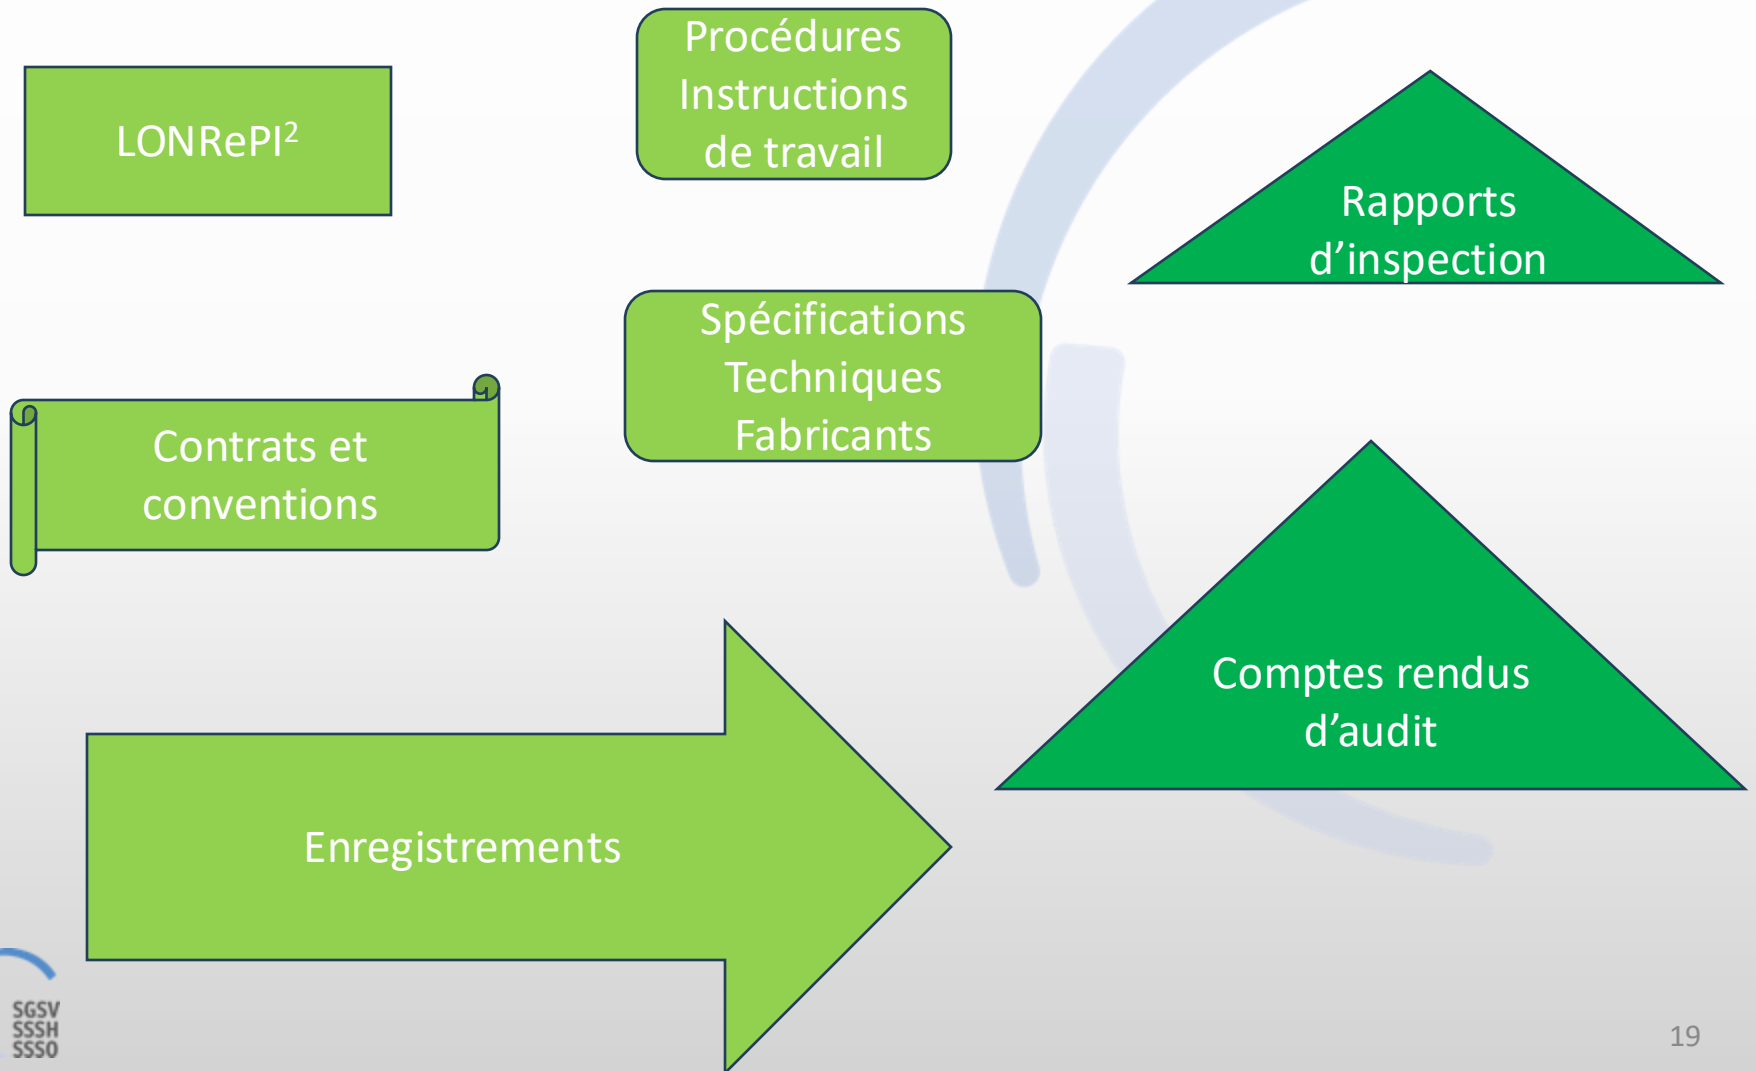 LONRePI²
Procédures
Instructions
de travail
Rapports
d’inspection
Spécifications
Techniques
Fabricants
Contrats et
conventions
Comptes rendus
d’audit
Enregistrements
SGSV
SSSH
SSSO
19